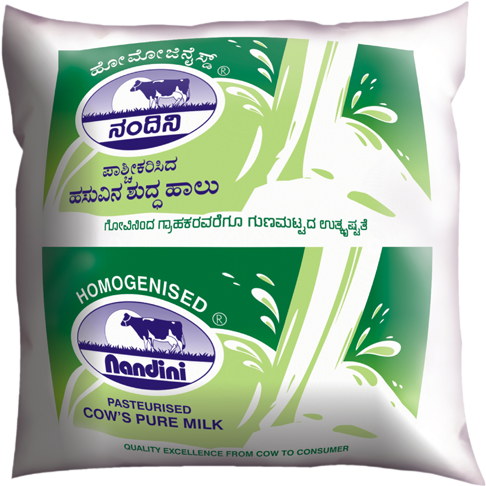 ಹೋಮೋಜಿನೈಸ್ಡ್
®
ನಂದಿನಿ
ಪಾಶ್ಚೀಕರಿಸಿದ
ಹಸುವಿನ ಶುದ್ಧ ಹಾಲು
ಗೋವಿನಿಂದ ಗ್ರಾಹಕರವರೆಗೂ ಗುಣಮಟ್ಟದ ಉತ್ಕೃಷ್ಟತೆ
HOMOGENISED
®
Nandini
PASTEURISED
COW'S PURE MILK
QUALITY EXCELLENCE FROM COW TO CONSUMER